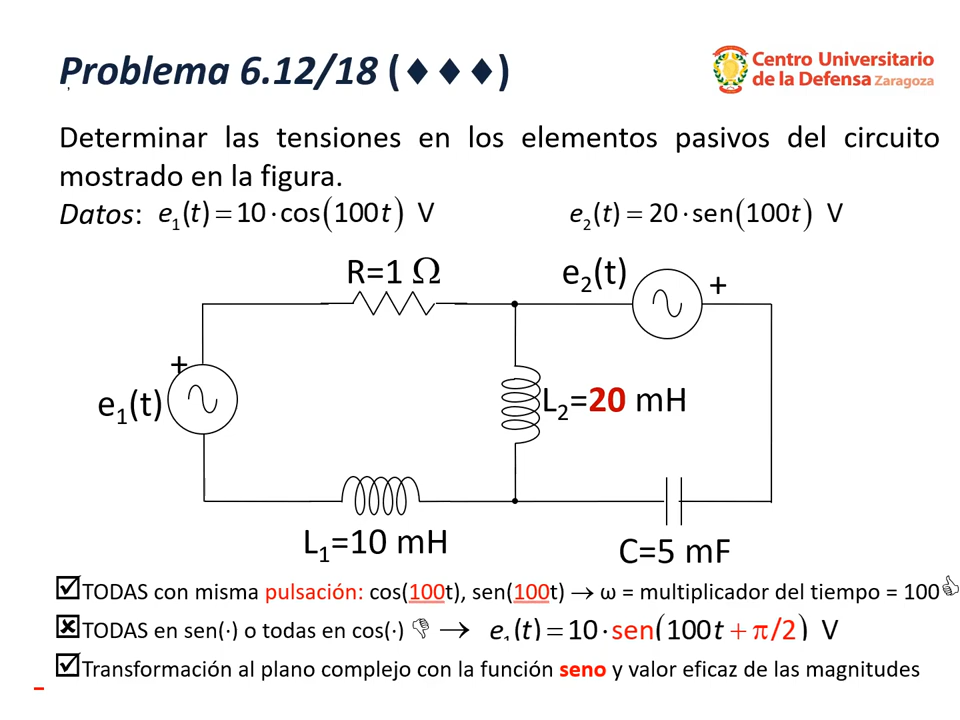 Problema 6.12/18 (♦♦♦)
Centro Universitario
de la Defensa Zaragoza
Determinar las tensiones en los elementos pasivos del circuito
mostrado en la figura.
Datos: e₁(t) = 10·cos(100t) V e₂(t) = 20·sen(100t) V
R=1 Ω
e₂(t)
+
+
e₁(t)
L₂=20 mH
L₁=10 mH
C=5 mF
☑TODAS con misma pulsación: cos(100t), sen(100t) → ω = multiplicador del tiempo = 100👍
☒TODAS en sen(·) o todas en cos(·) 👎 → e₁(t) = 10·sen(100t + π/2) V
☑Transformación al plano complejo con la función seno y valor eficaz de las magnitudes